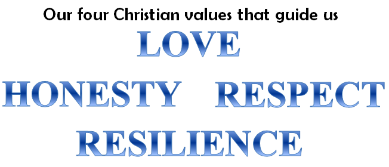 Our four Christian values that guide us
LOVE
HONESTY RESPECT
RESILIENCE